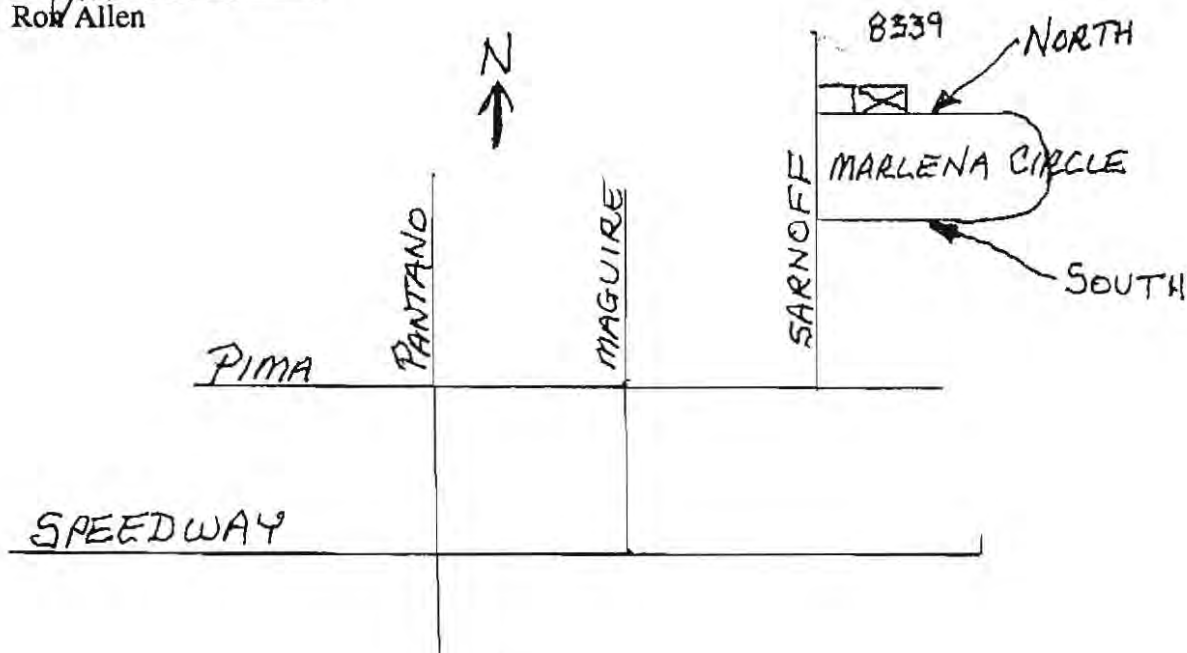 Ron Allen
N
8339
NORTH
MARLENA CIRCLE
SARNOFF
SOUTH
PANTANO
MAGUIRE
PIMA
SPEEDWAY